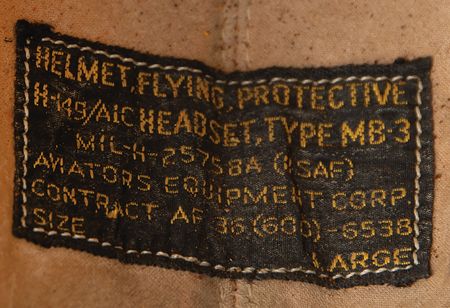 HELMET, FLYING, PROTECTIVE
H-149/AIC HEADSET, TYPE MB-3
MIL-H-25758A (USAF)
AVIATORS EQUIPMENT CORP.
CONTRACT AF 36(600)-6538
SIZE LARGE